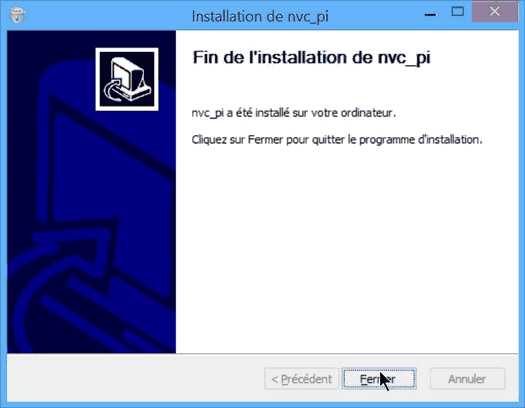 Installation de nvc_pi
Fin de l'installation de nvc_pi
nvc_pi a été installé sur votre ordinateur.
Cliquez sur Fermer pour quitter le programme d'installation.
< Précédent
Fermer
Annuler